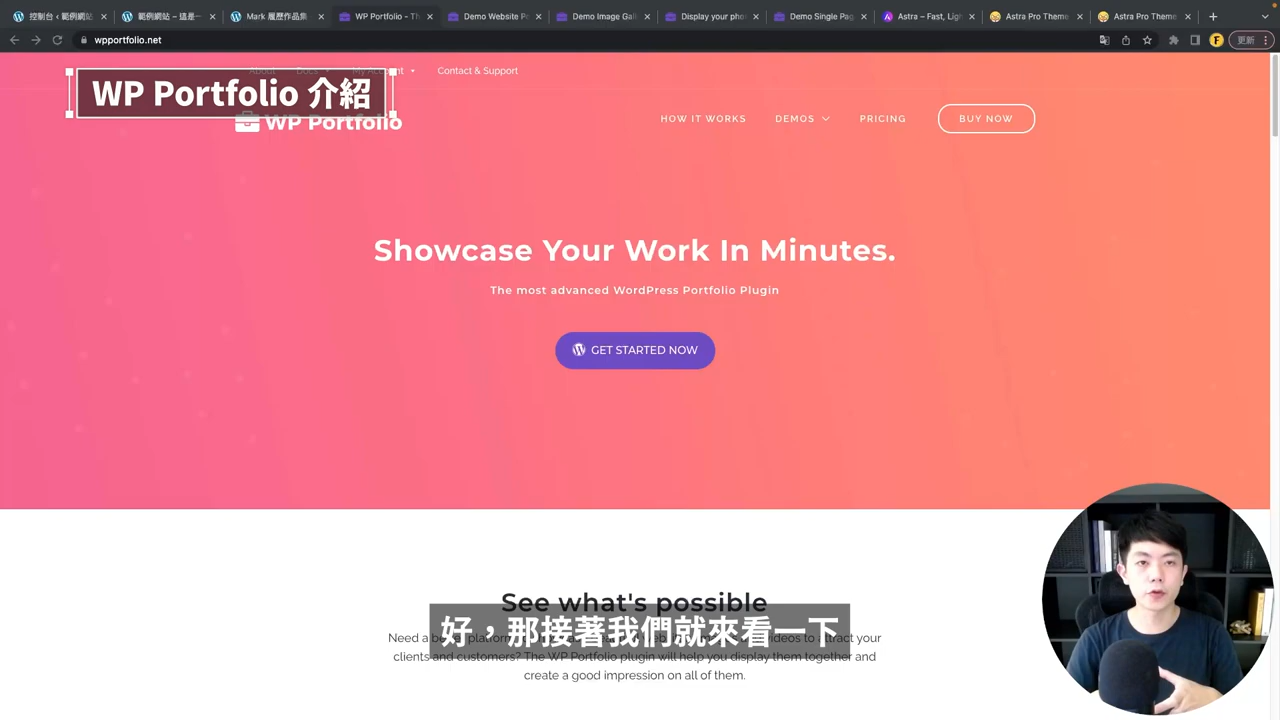 控制台 ‹ 範例網站
範例網站 – 這是一
Mark 履歷作品集
WP Portfolio - Th
Demo Website Po
Demo Image Gall
Display your phot
Demo Single Page
Astra – Fast, Ligh
Astra Pro Theme
Astra Pro Theme
wpportfolio.net
更新
About
Docs
My Account
Contact & Support
WP Portfolio 介紹
WP Portfolio
HOW IT WORKS
DEMOS
PRICING
BUY NOW
Showcase Your Work In Minutes.
The most advanced WordPress Portfolio Plugin
GET STARTED NOW
See what's possible
好，那接著我們就來看一下
Need a be
videos to attract your
clients and customers? The WP Portfolio plugin will help you display them together and
create a good impression on all of them.